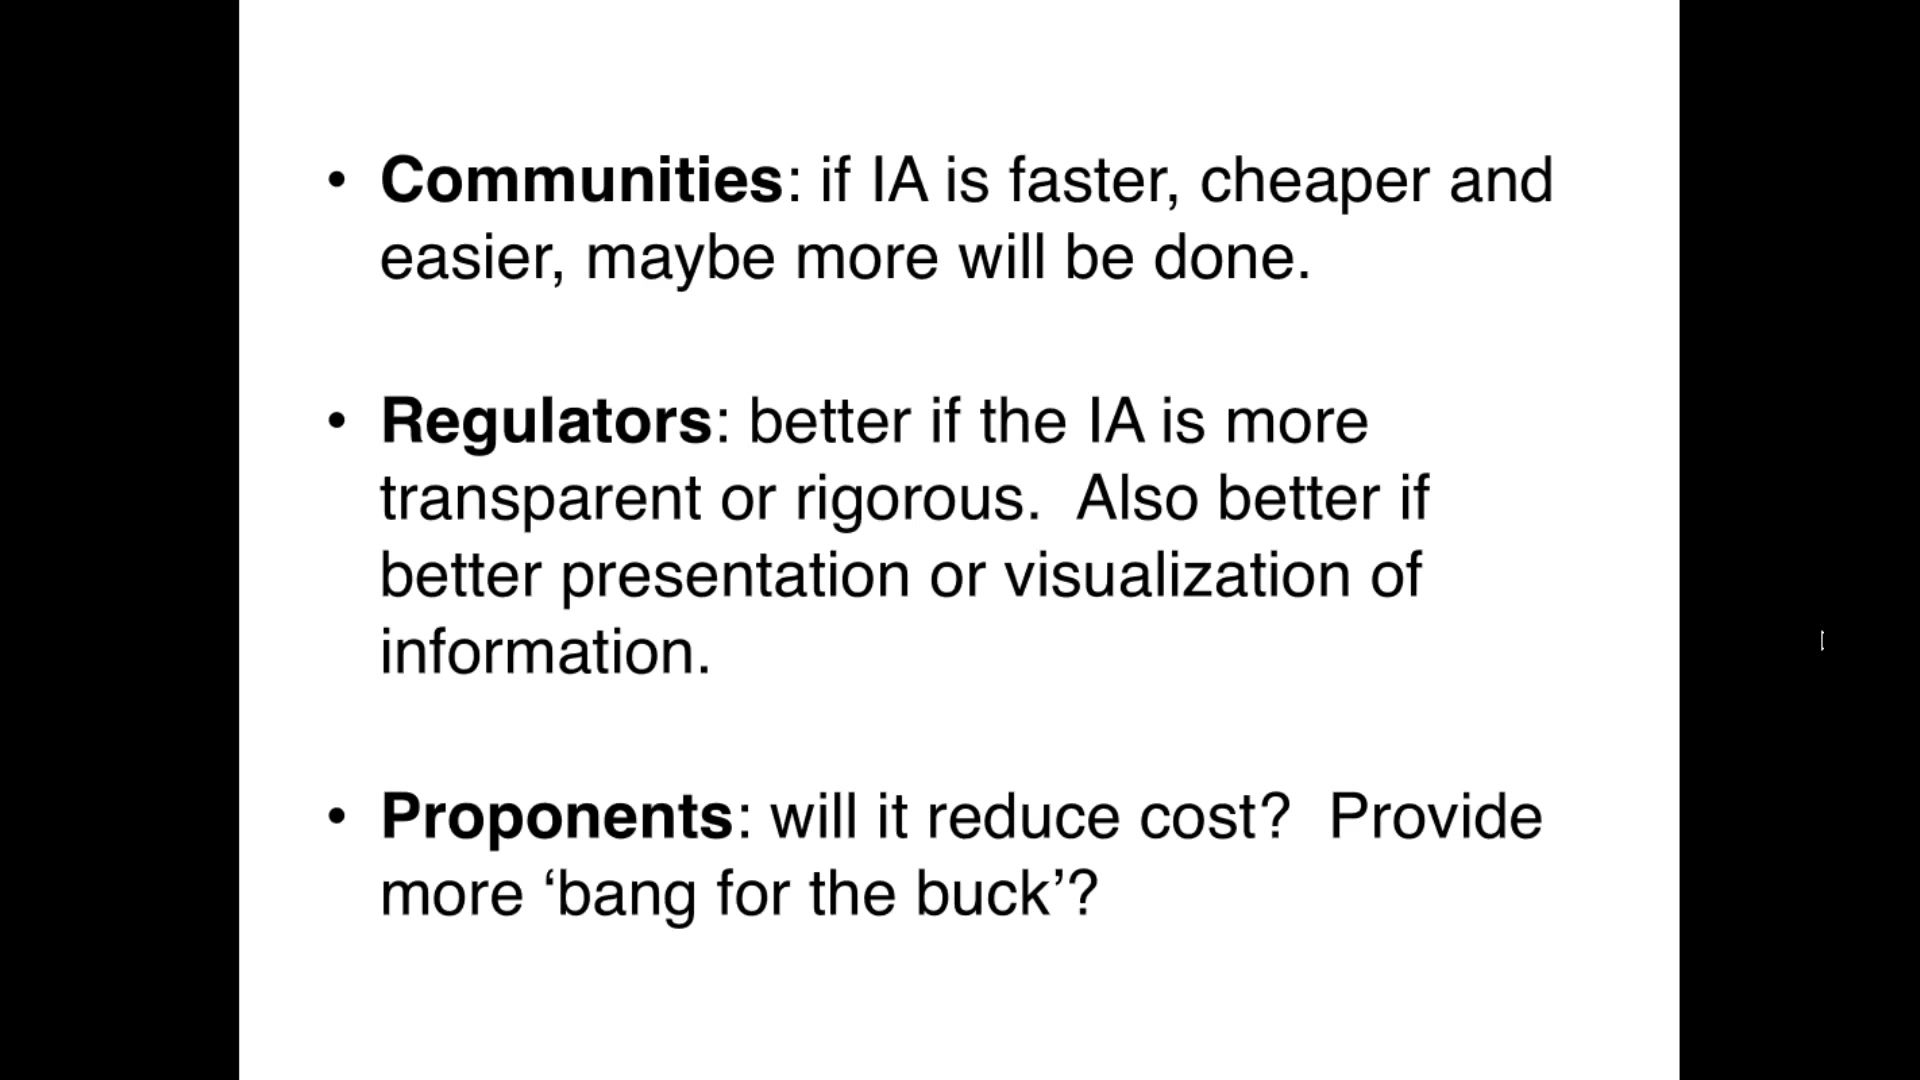 • Communities: if IA is faster, cheaper and
easier, maybe more will be done.
• Regulators: better if the IA is more
transparent or rigorous.  Also better if
better presentation or visualization of
information.
• Proponents: will it reduce cost?  Provide
more ‘bang for the buck’?